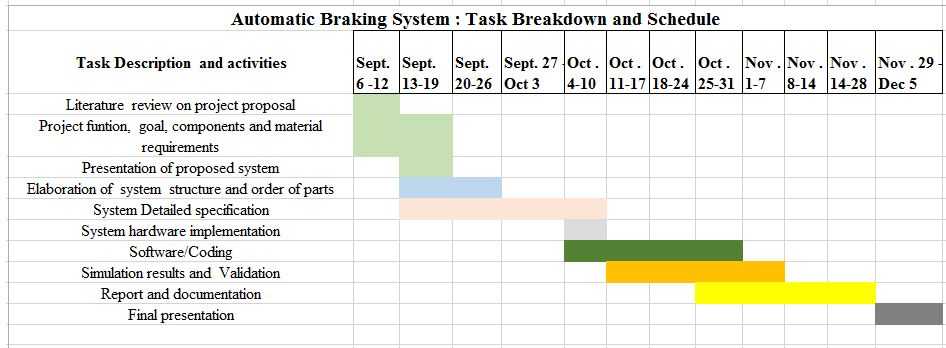 Automatic Braking System : Task Breakdown and Schedule
Task Description and activities
Sept. 6 -12
Sept. 13-19
Sept. 20-26
Sept. 27 - Oct 3
Oct . 4-10
Oct . 11-17
Oct . 18-24
Oct . 25-31
Nov . 1-7
Nov . 8-14
Nov . 14-28
Nov . 29 - Dec 5
Literature review on project proposal
Project funtion, goal, components and material
requirements
Presentation of proposed system
Elaboration of system structure and order of parts
System Detailed specification
System hardware implementation
Software/Coding
Simulation results and Validation
Report and documentation
Final presentation